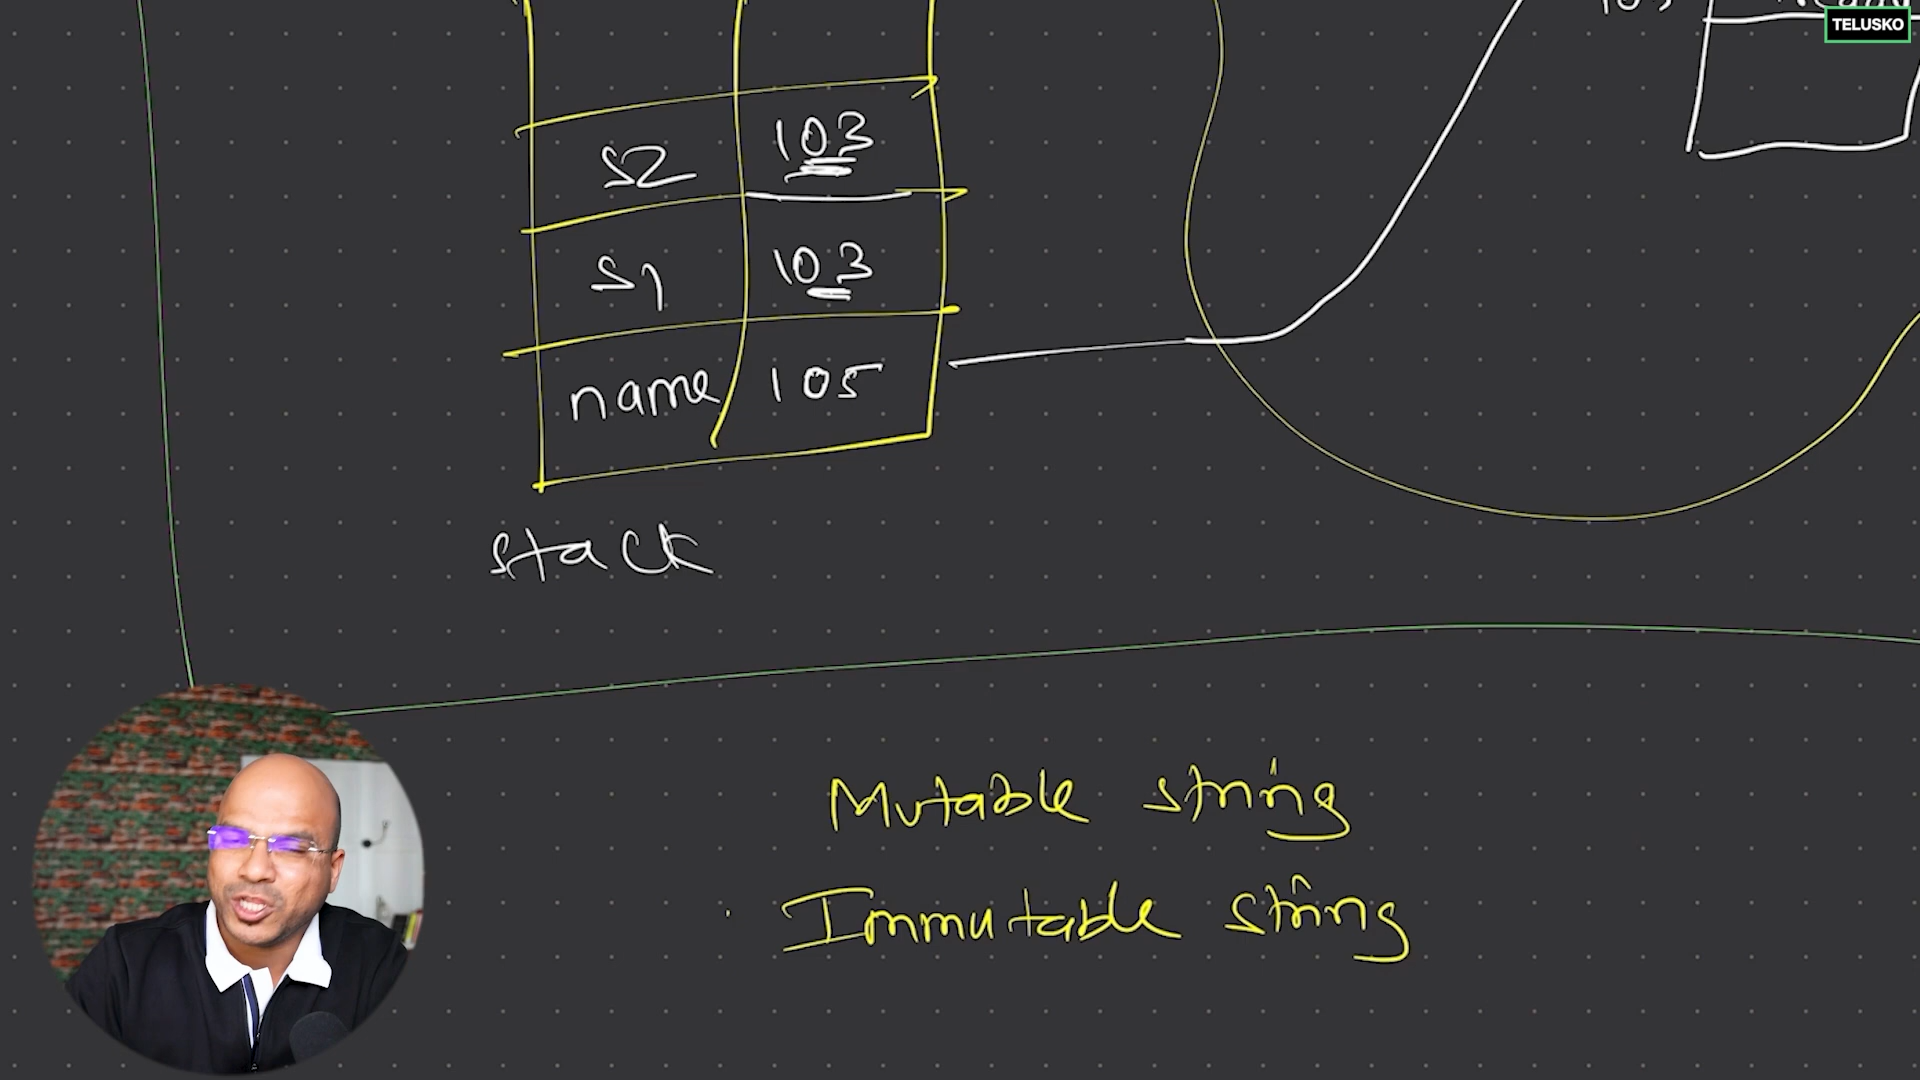 TELUSKO
s2 103
s1 103
name 105
stack
Mutable string
Immutable string